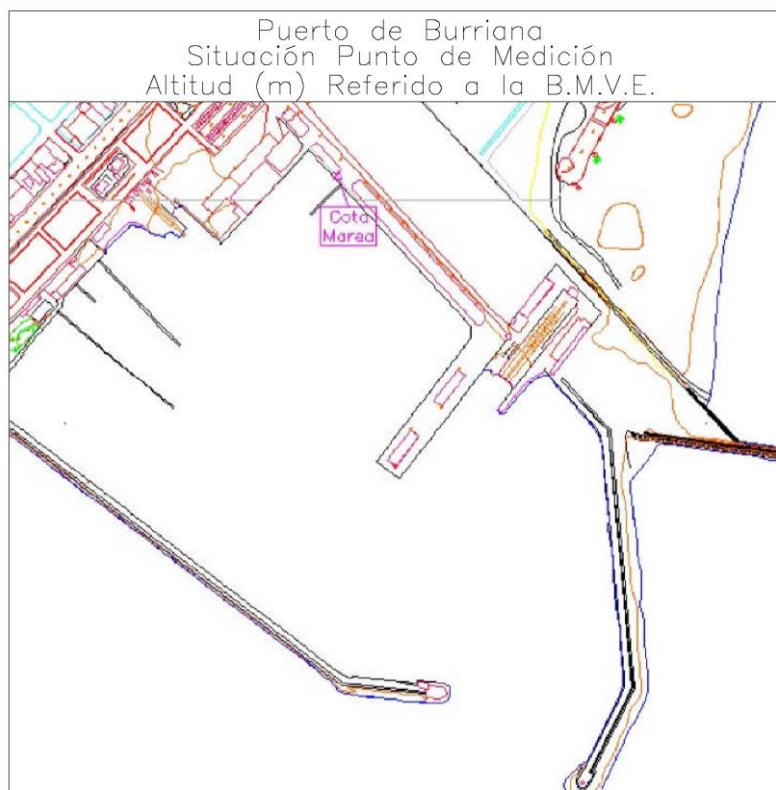 Puerto de Burriana
Situación Punto de Medición
Altitud (m) Referido a la B.M.V.E.
Cota
Marea